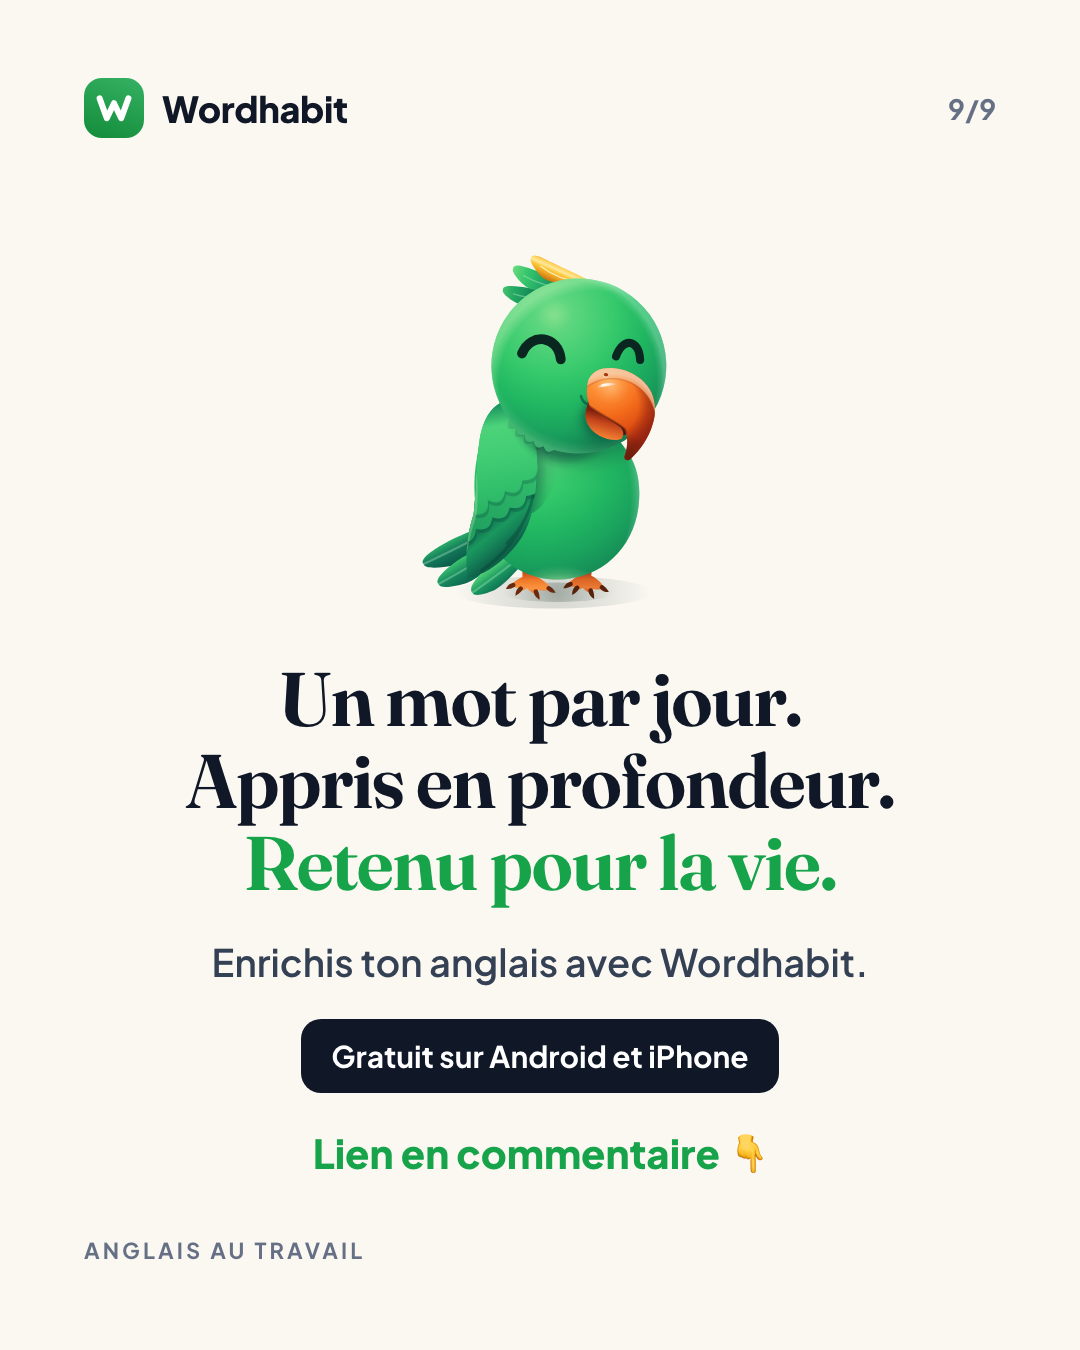 Wordhabit
9/9
Un mot par jour.
Appris en profondeur.
Retenu pour la vie.
Enrichis ton anglais avec Wordhabit.
Gratuit sur Android et iPhone
Lien en commentaire 👇
ANGLAIS AU TRAVAIL